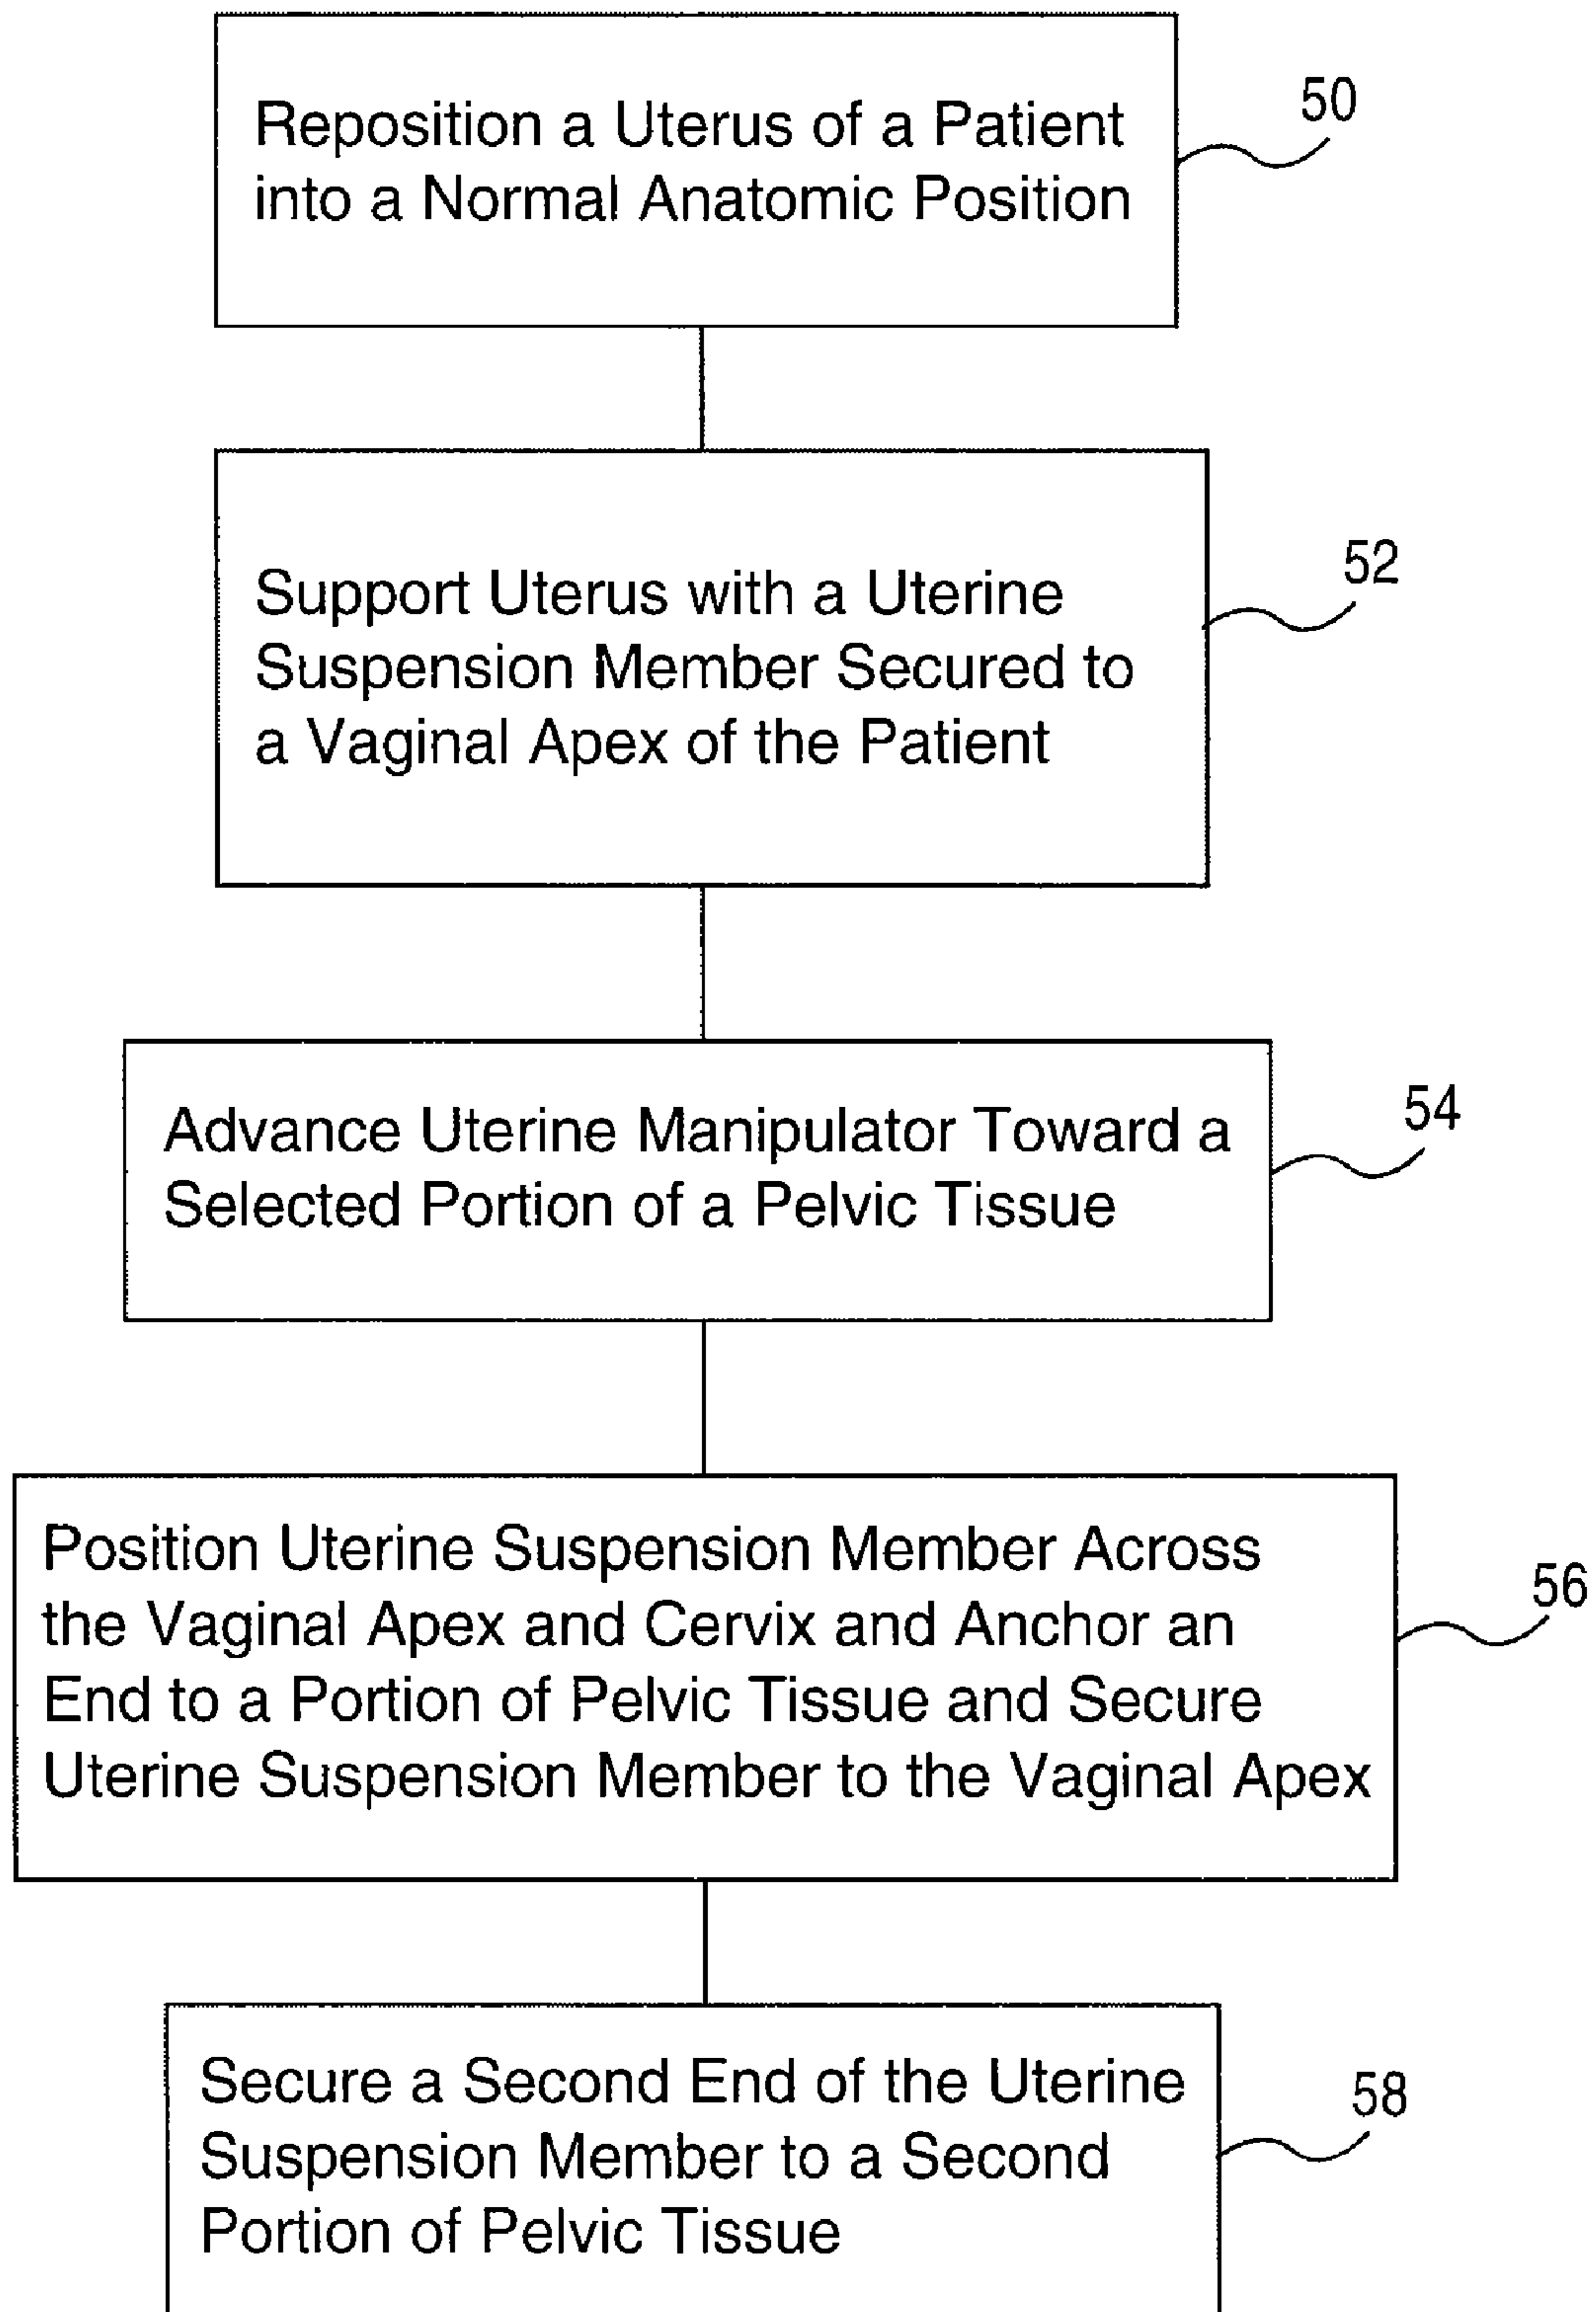 Reposition a Uterus of a Patient
into a Normal Anatomic Position
50
Support Uterus with a Uterine
Suspension Member Secured to
a Vaginal Apex of the Patient
52
Advance Uterine Manipulator Toward a
Selected Portion of a Pelvic Tissue
54
Position Uterine Suspension Member Across
the Vaginal Apex and Cervix and Anchor an
End to a Portion of Pelvic Tissue and Secure
Uterine Suspension Member to the Vaginal Apex
56
Secure a Second End of the Uterine
Suspension Member to a Second
Portion of Pelvic Tissue
58